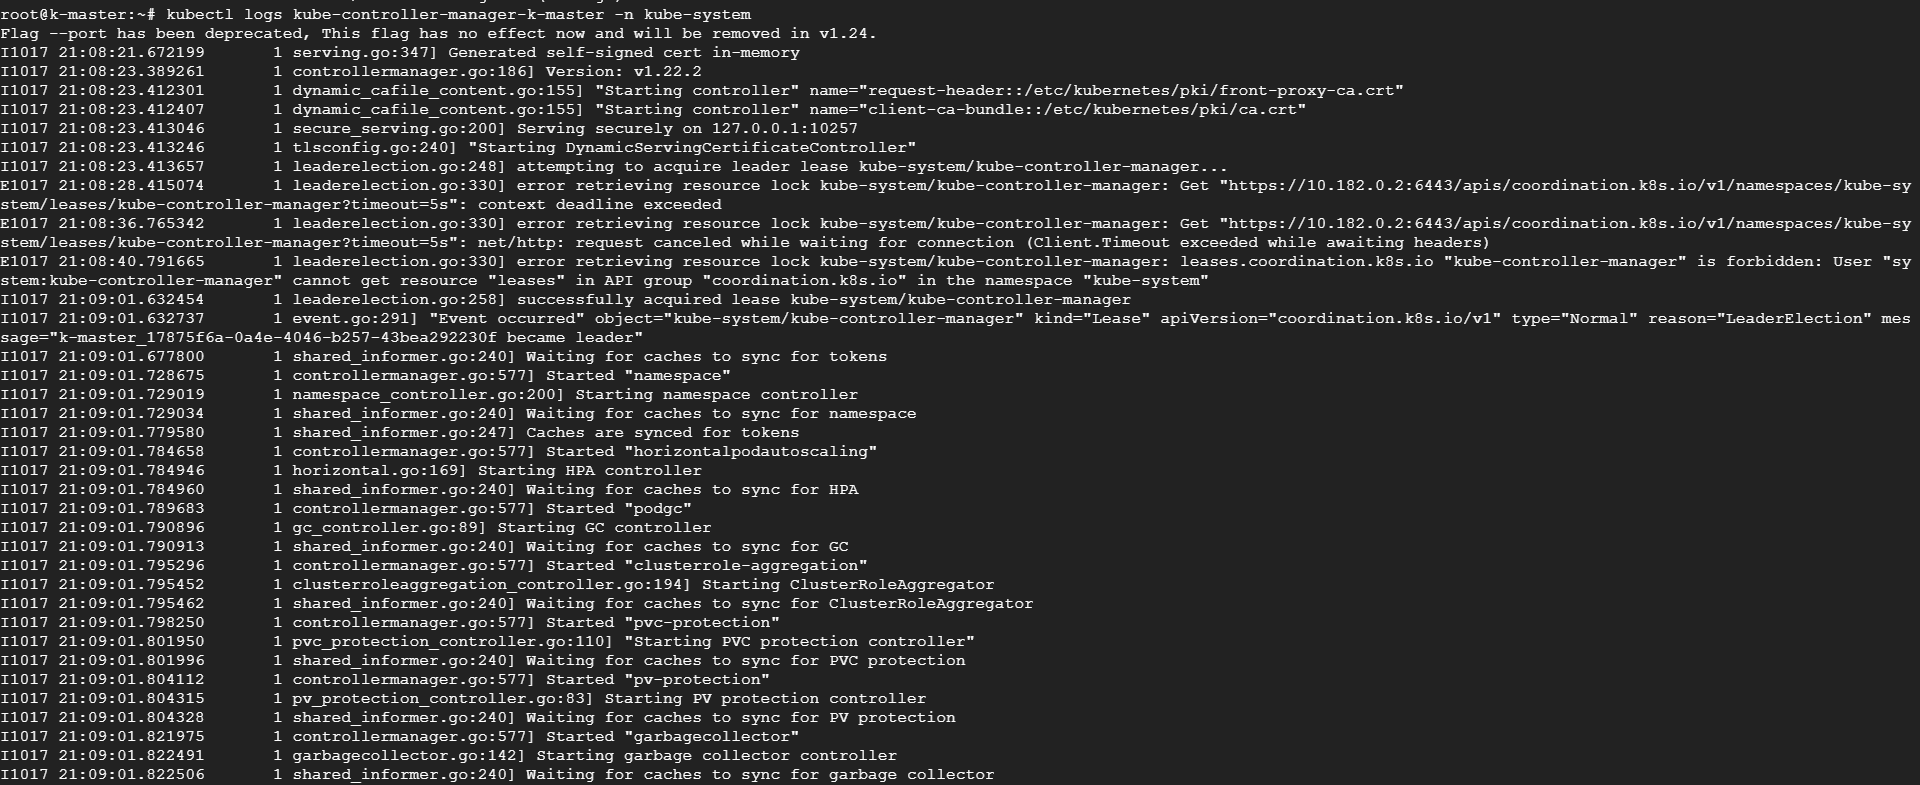 root@k-master:~# kubectl logs kube-controller-manager-k-master -n kube-system
Flag --port has been deprecated, This flag has no effect now and will be removed in v1.24.
I1017 21:08:21.672199       1 serving.go:347] Generated self-signed cert in-memory
I1017 21:08:23.389261       1 controllermanager.go:186] Version: v1.22.2
I1017 21:08:23.412301       1 dynamic_cafile_content.go:155] "Starting controller" name="request-header::/etc/kubernetes/pki/front-proxy-ca.crt"
I1017 21:08:23.412407       1 dynamic_cafile_content.go:155] "Starting controller" name="client-ca-bundle::/etc/kubernetes/pki/ca.crt"
I1017 21:08:23.413046       1 secure_serving.go:200] Serving securely on 127.0.0.1:10257
I1017 21:08:23.413246       1 tlsconfig.go:240] "Starting DynamicServingCertificateController"
I1017 21:08:23.413657       1 leaderelection.go:248] attempting to acquire leader lease kube-system/kube-controller-manager...
E1017 21:08:28.415074       1 leaderelection.go:330] error retrieving resource lock kube-system/kube-controller-manager: Get "https://10.182.0.2:6443/apis/coordination.k8s.io/v1/namespaces/kube-sy
stem/leases/kube-controller-manager?timeout=5s": context deadline exceeded
E1017 21:08:36.765342       1 leaderelection.go:330] error retrieving resource lock kube-system/kube-controller-manager: Get "https://10.182.0.2:6443/apis/coordination.k8s.io/v1/namespaces/kube-sy
stem/leases/kube-controller-manager?timeout=5s": net/http: request canceled while waiting for connection (Client.Timeout exceeded while awaiting headers)
E1017 21:08:40.791665       1 leaderelection.go:330] error retrieving resource lock kube-system/kube-controller-manager: leases.coordination.k8s.io "kube-controller-manager" is forbidden: User "sy
stem:kube-controller-manager" cannot get resource "leases" in API group "coordination.k8s.io" in the namespace "kube-system"
I1017 21:09:01.632454       1 leaderelection.go:258] successfully acquired lease kube-system/kube-controller-manager
I1017 21:09:01.632737       1 event.go:291] "Event occurred" object="kube-system/kube-controller-manager" kind="Lease" apiVersion="coordination.k8s.io/v1" type="Normal" reason="LeaderElection" mes
sage="k-master_17875f6a-0a4e-4046-b257-43bea292230f became leader"
I1017 21:09:01.677800       1 shared_informer.go:240] Waiting for caches to sync for tokens
I1017 21:09:01.728675       1 controllermanager.go:577] Started "namespace"
I1017 21:09:01.729019       1 namespace_controller.go:200] Starting namespace controller
I1017 21:09:01.729034       1 shared_informer.go:240] Waiting for caches to sync for namespace
I1017 21:09:01.779580       1 shared_informer.go:247] Caches are synced for tokens
I1017 21:09:01.784658       1 controllermanager.go:577] Started "horizontalpodautoscaling"
I1017 21:09:01.784946       1 horizontal.go:169] Starting HPA controller
I1017 21:09:01.784960       1 shared_informer.go:240] Waiting for caches to sync for HPA
I1017 21:09:01.789683       1 controllermanager.go:577] Started "podgc"
I1017 21:09:01.790896       1 gc_controller.go:89] Starting GC controller
I1017 21:09:01.790913       1 shared_informer.go:240] Waiting for caches to sync for GC
I1017 21:09:01.795296       1 controllermanager.go:577] Started "clusterrole-aggregation"
I1017 21:09:01.795452       1 clusterroleaggregation_controller.go:194] Starting ClusterRoleAggregator
I1017 21:09:01.795462       1 shared_informer.go:240] Waiting for caches to sync for ClusterRoleAggregator
I1017 21:09:01.798250       1 controllermanager.go:577] Started "pvc-protection"
I1017 21:09:01.801950       1 pvc_protection_controller.go:110] "Starting PVC protection controller"
I1017 21:09:01.801996       1 shared_informer.go:240] Waiting for caches to sync for PVC protection
I1017 21:09:01.804112       1 controllermanager.go:577] Started "pv-protection"
I1017 21:09:01.804315       1 pv_protection_controller.go:83] Starting PV protection controller
I1017 21:09:01.804328       1 shared_informer.go:240] Waiting for caches to sync for PV protection
I1017 21:09:01.821975       1 controllermanager.go:577] Started "garbagecollector"
I1017 21:09:01.822491       1 garbagecollector.go:142] Starting garbage collector controller
I1017 21:09:01.822506       1 shared_informer.go:240] Waiting for caches to sync for garbage collector